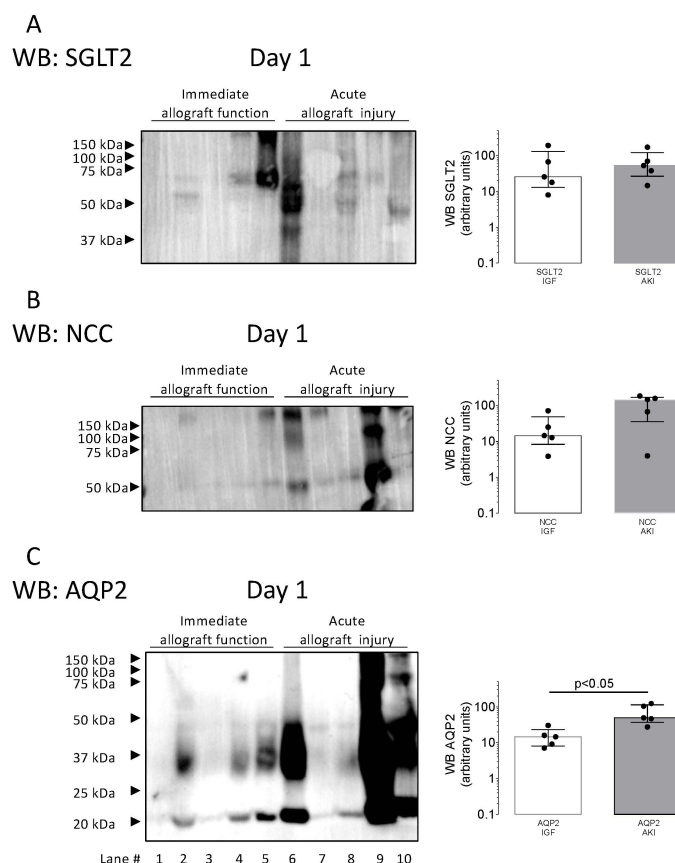 A
WB: SGLT2 Day 1
Immediate allograft function
Acute allograft injury
150 kDa
100 kDa
75 kDa
50 kDa
37 kDa
WB SGLT2
(arbitrary units)
100
10
1
0.1
SGLT2
IGF
SGLT2
AKI
B
WB: NCC Day 1
Immediate allograft function
Acute allograft injury
150 kDa
100 kDa
75 kDa
50 kDa
WB NCC
(arbitrary units)
100
10
1
0.1
NCC
IGF
NCC
AKI
C
WB: AQP2 Day 1
Immediate allograft function
Acute allograft injury
150 kDa
100 kDa
75 kDa
50 kDa
37 kDa
25 kDa
20 kDa
Lane # 1 2 3 4 5 6 7 8 9 10
WB AQP2
(arbitrary units)
p<0.05
100
10
1
0.1
AQP2
IGF
AQP2
AKI